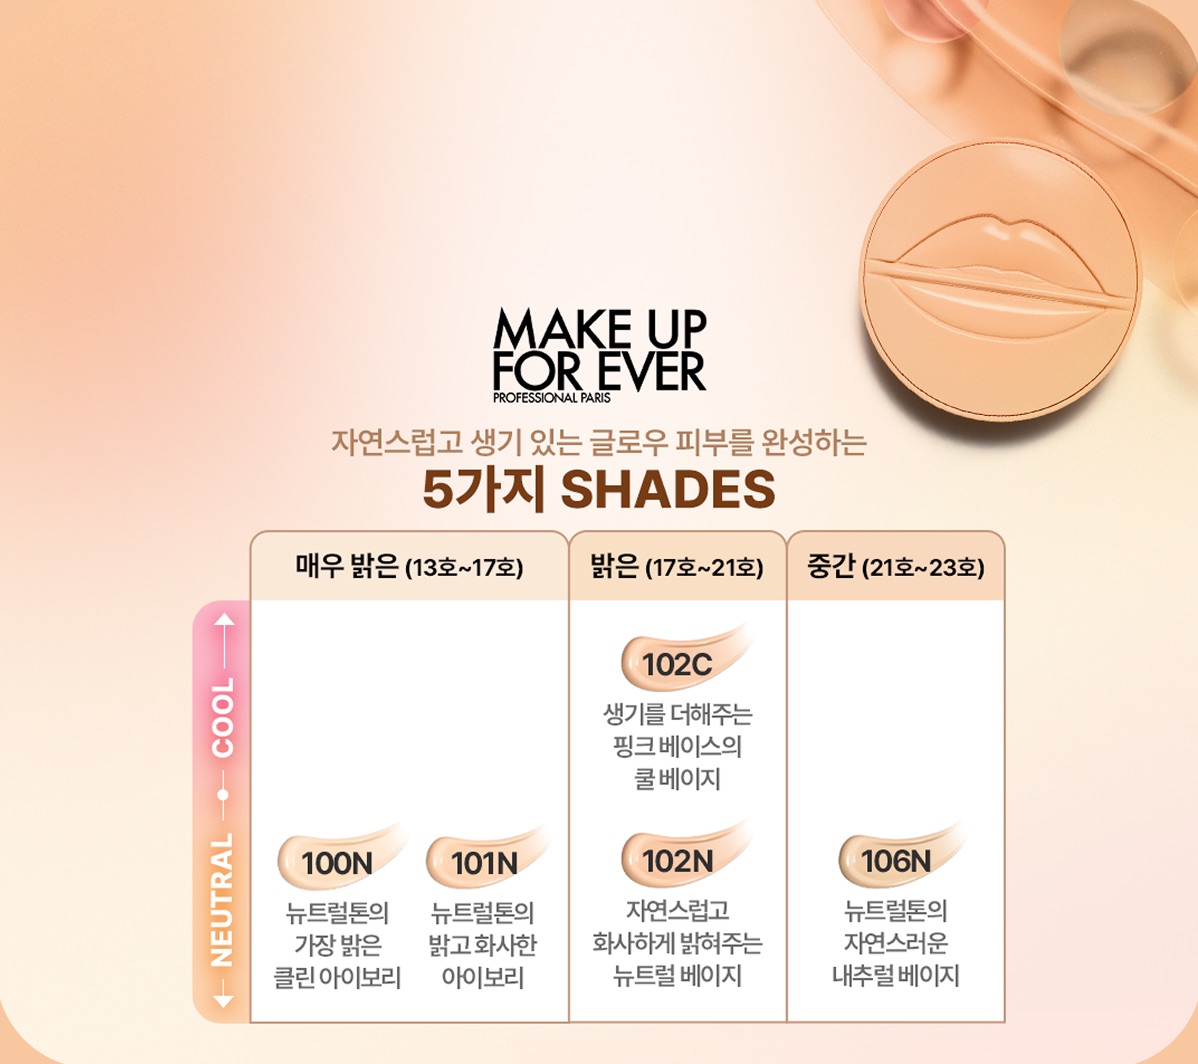 MAKE UP
FOR EVER
PROFESSIONAL PARIS
자연스럽고 생기 있는 글로우 피부를 완성하는
5가지 SHADES
매우 밝은 (13호~17호)
밝은 (17호~21호)
중간 (21호~23호)
COOL
NEUTRAL
102C
생기를 더해주는
핑크 베이스의
쿨 베이지
100N
뉴트럴톤의
가장 밝은
클린 아이보리
101N
뉴트럴톤의
밝고 화사한
아이보리
102N
자연스럽고
화사하게 밝혀주는
뉴트럴 베이지
106N
뉴트럴톤의
자연스러운
내추럴 베이지